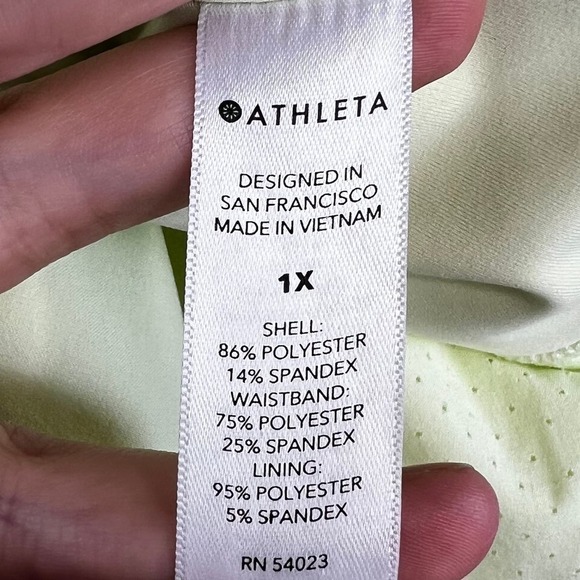 ATHLETA
DESIGNED IN
SAN FRANCISCO
MADE IN VIETNAM
1X
SHELL:
86% POLYESTER
14% SPANDEX
WAISTBAND:
75% POLYESTER
25% SPANDEX
LINING:
95% POLYESTER
5% SPANDEX
RN 54023